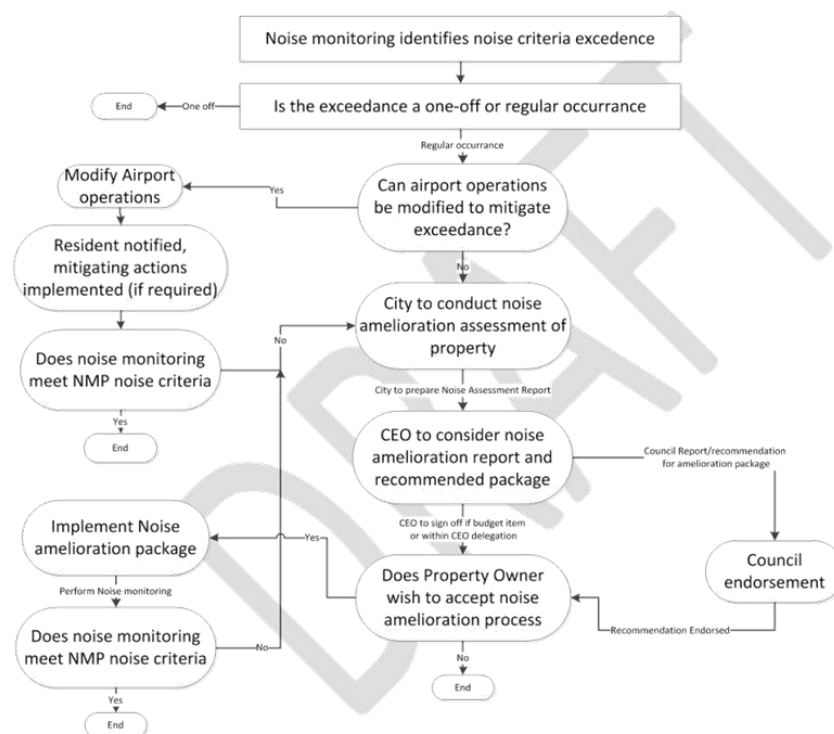 Noise monitoring identifies noise criteria excedence
Is the exceedance a one-off or regular occurrance
One off
End
Regular occurrance
Can airport operations
be modified to mitigate
exceedance?
Yes
Modify Airport
operations
Resident notified,
mitigating actions
implemented (if required)
Does noise monitoring
meet NMP noise criteria
Yes
End
No
No
City to conduct noise
amelioration assessment of
property
City to prepare Noise Assessment Report
CEO to consider noise
amelioration report and
recommended package
Council Report/recommendation
for amelioration package
Council
endorsement
Recommendation Endorsed
CEO to sign off if budget item
or within CEO delegation
Does Property Owner
wish to accept noise
amelioration process
No
End
Yes
Implement Noise
amelioration package
Perform Noise monitoring
Does noise monitoring
meet NMP noise criteria
No
Yes
End
DRAFT